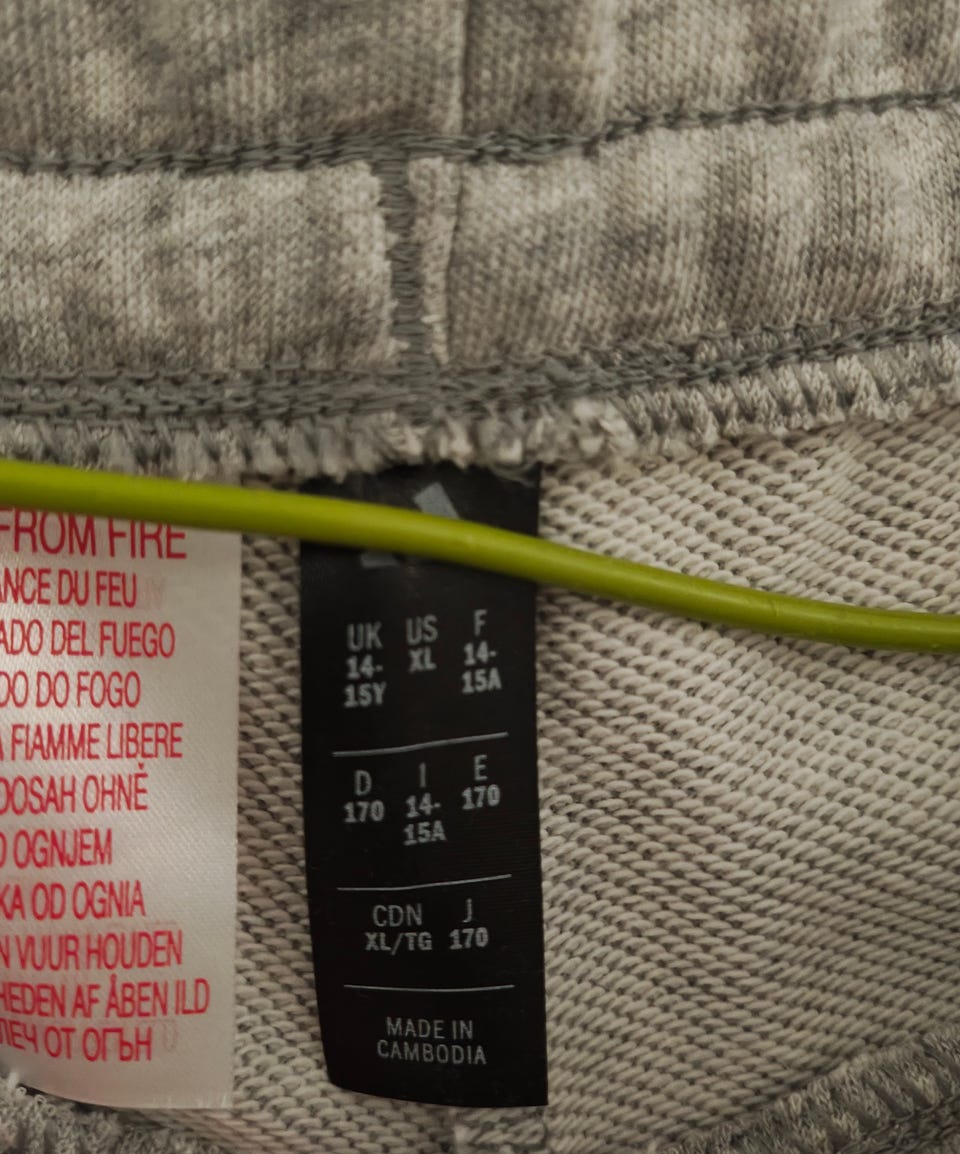 FROM FIRE
ANCE DU FEU
ADO DEL FUEGO
DO DO FOGO
A FIAMME LIBERE
DOSAH OHNĚ
OGNJEM
KA OD OGNIA
N VUUR HOUDEN
HEDEN AF ÅBEN ILD
ПЕЧ ОТ ОГЪН
UK US F
14- XL 14-
15Y 15A
D I E
170 14- 170
15A
CDN J
XL/TG 170
MADE IN
CAMBODIA